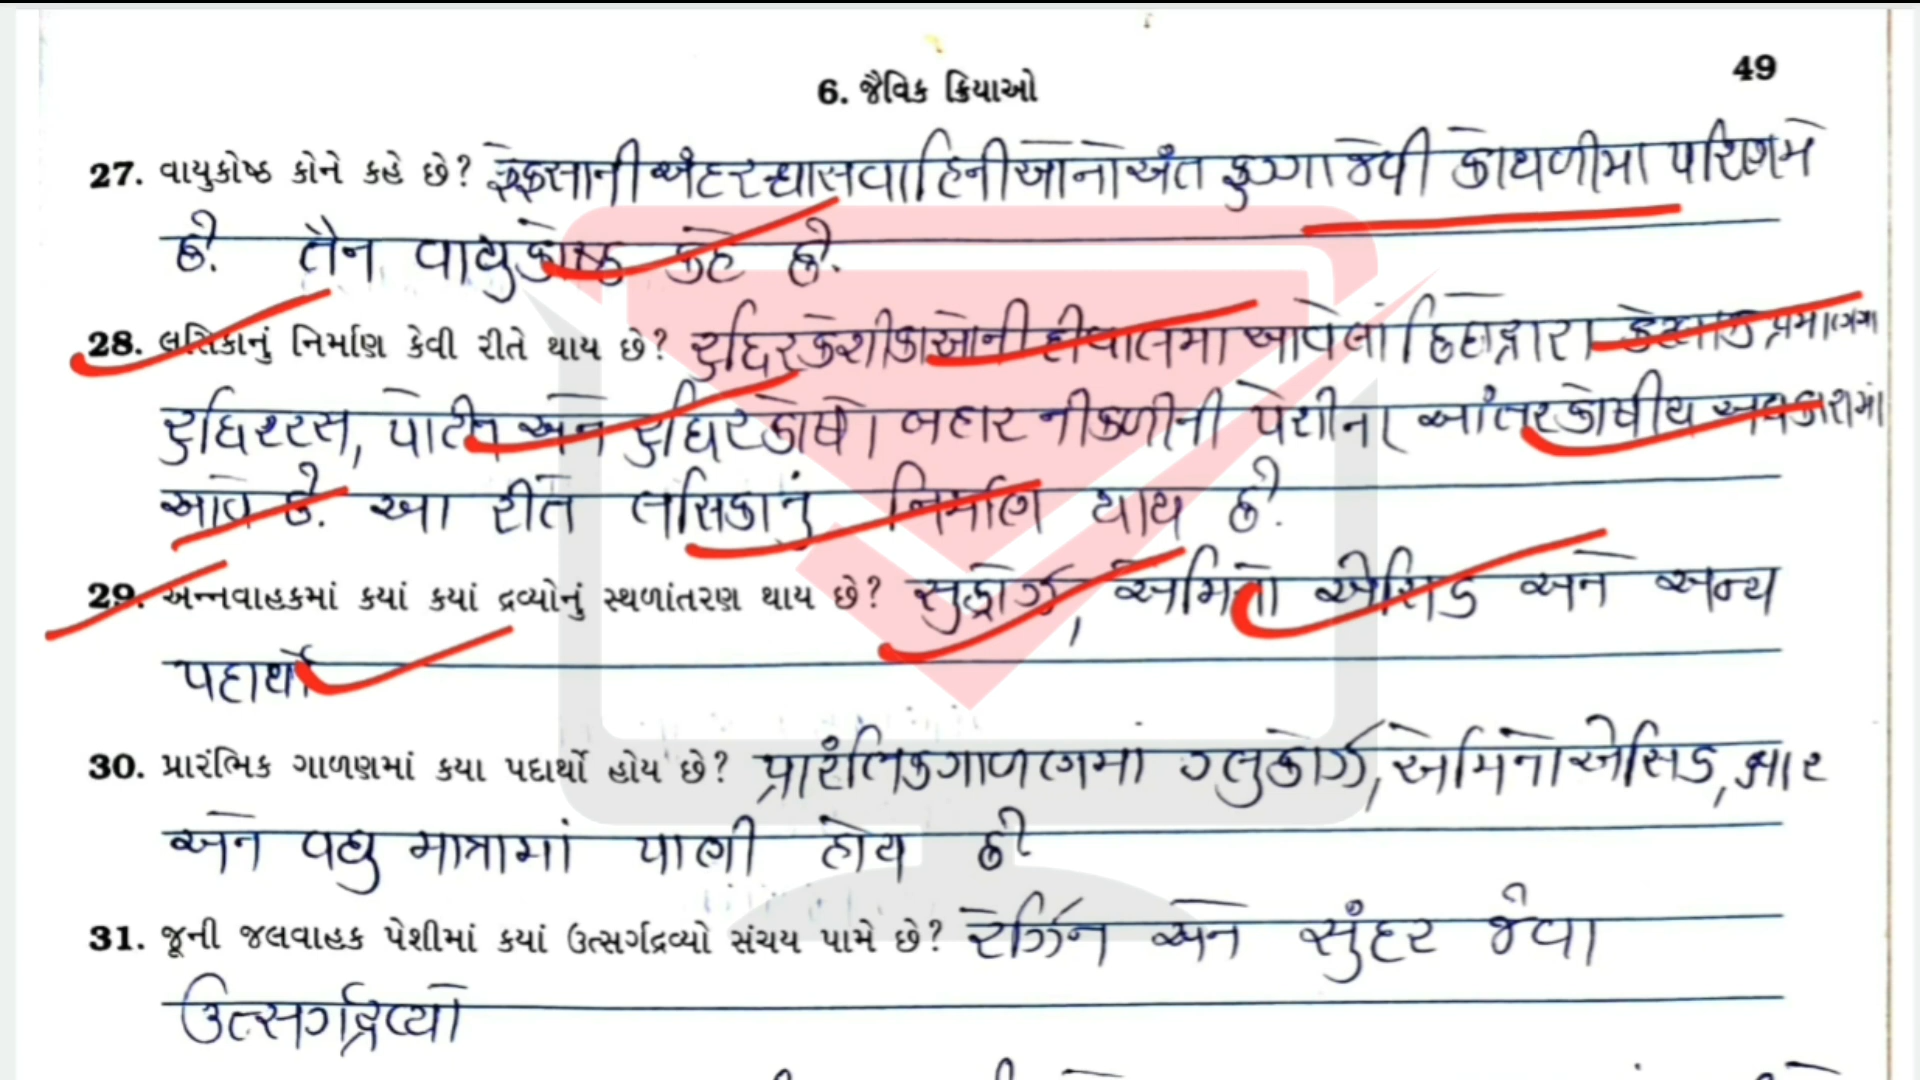 49
6. જૈવિક ક્રિયાઓ
27. વાયુકોષ્ઠ કોને કહે છે? ફેફસાની અંદર શ્વાસવાહિનીઓનો અંત ફુગ્ગા જેવી કોથળીમા પરિણમે
છે. તેને વાયુકોષ્ઠ કહે છે.
28. લસિકાનું નિર્માણ કેવી રીતે થાય છે? રુધિરકેશીકાઓની દીવાલમા આવેલા છિદ્રો દ્વારા કેટલાક પ્રમાણમા
રુધિરરસ, પોટીન અને રુધિરકોષો બહાર નીકળીની પેશીના આંતરકોષીય અવકાશમાં
આવે છે. આ રીતે લસિકાનું નિર્માણ થાય છે.
29. અન્નવાહકમાં કયાં કયાં દ્રવ્યોનું સ્થળાંતરણ થાય છે? સુક્રોઝ, એમિનો એસિડ અને અન્ય
પદાર્થો
30. પ્રારંભિક ગાળણમાં કયા પદાર્થો હોય છે? પ્રારંભિક ગાળણમાં ગ્લુકોઝ, એમિનો એસિડ, ક્ષાર
અને વધુ માત્રામાં પાણી હોય છે
31. જૂની જલવાહક પેશીમાં કયાં ઉત્સર્ગદ્રવ્યો સંચય પામે છે? રેઝિન અને સુંદર જેવા
ઉત્સર્ગદ્રવ્યો